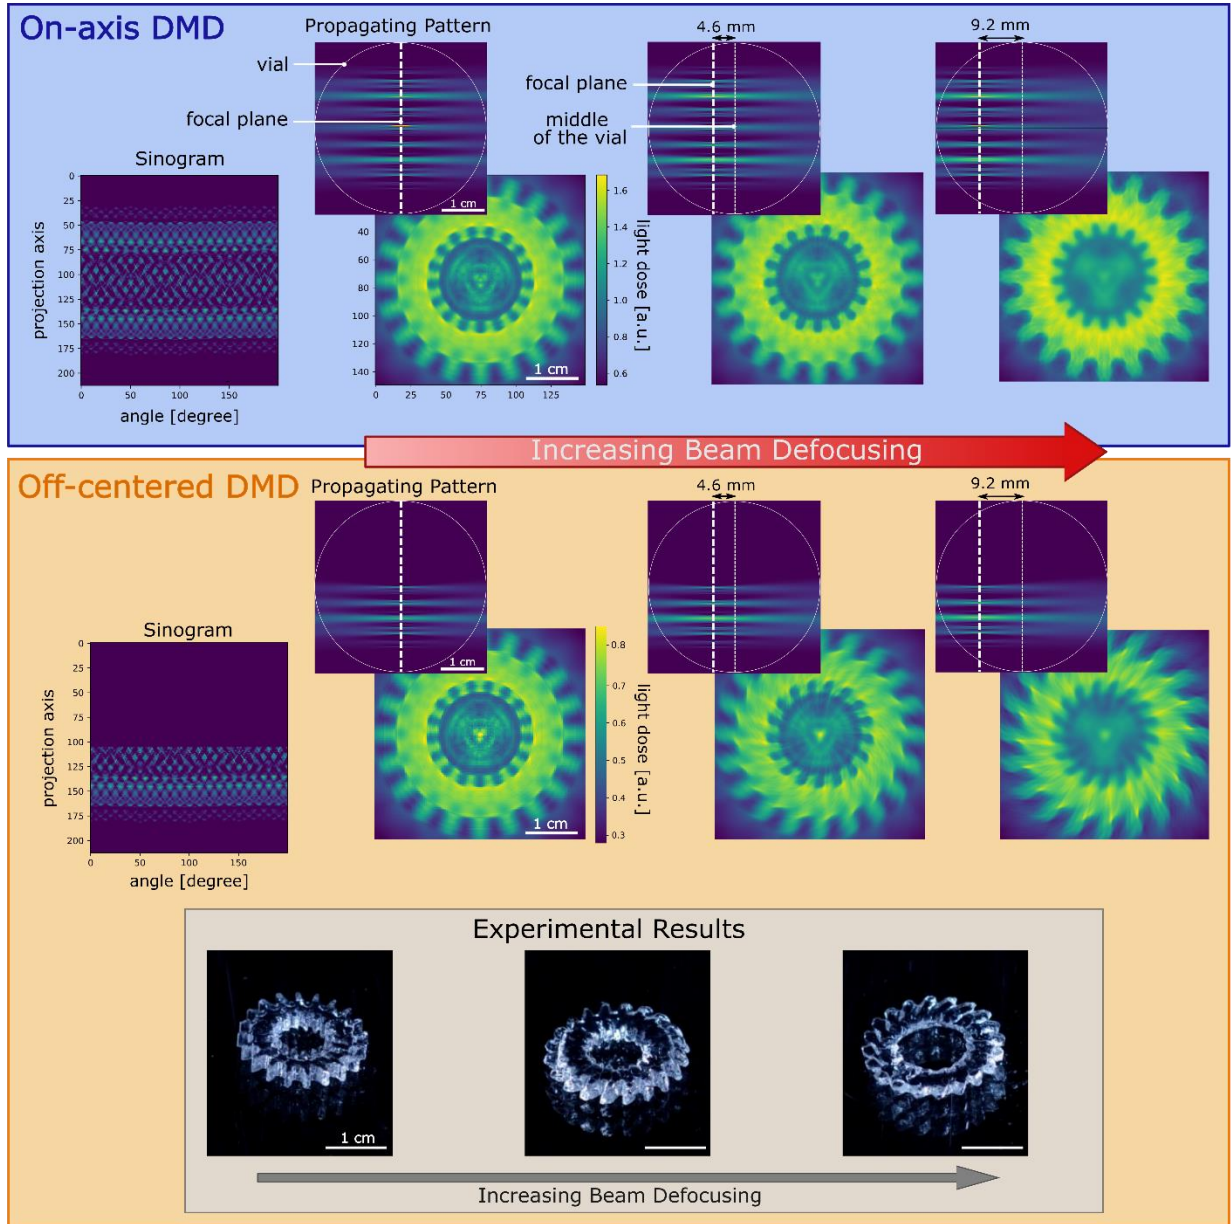 On-axis DMD
Propagating Pattern
4.6 mm
9.2 mm
vial
focal plane
focal plane
middle
of the vial
1 cm
Sinogram
0
25
50
75
100
125
150
175
200
projection axis
0
50
100
150
angle [degree]
40
60
80
100
120
140
0
25
50
75
100
125
1 cm
1.6
1.4
1.2
1.0
0.8
0.6
light dose [a.u.]
Increasing Beam Defocusing
Off-centered DMD
Propagating Pattern
4.6 mm
9.2 mm
1 cm
Sinogram
0
25
50
75
100
125
150
175
200
projection axis
0
50
100
150
angle [degree]
1 cm
0.8
0.7
0.6
0.5
0.4
0.3
light dose [a.u.]
Experimental Results
1 cm
Increasing Beam Defocusing